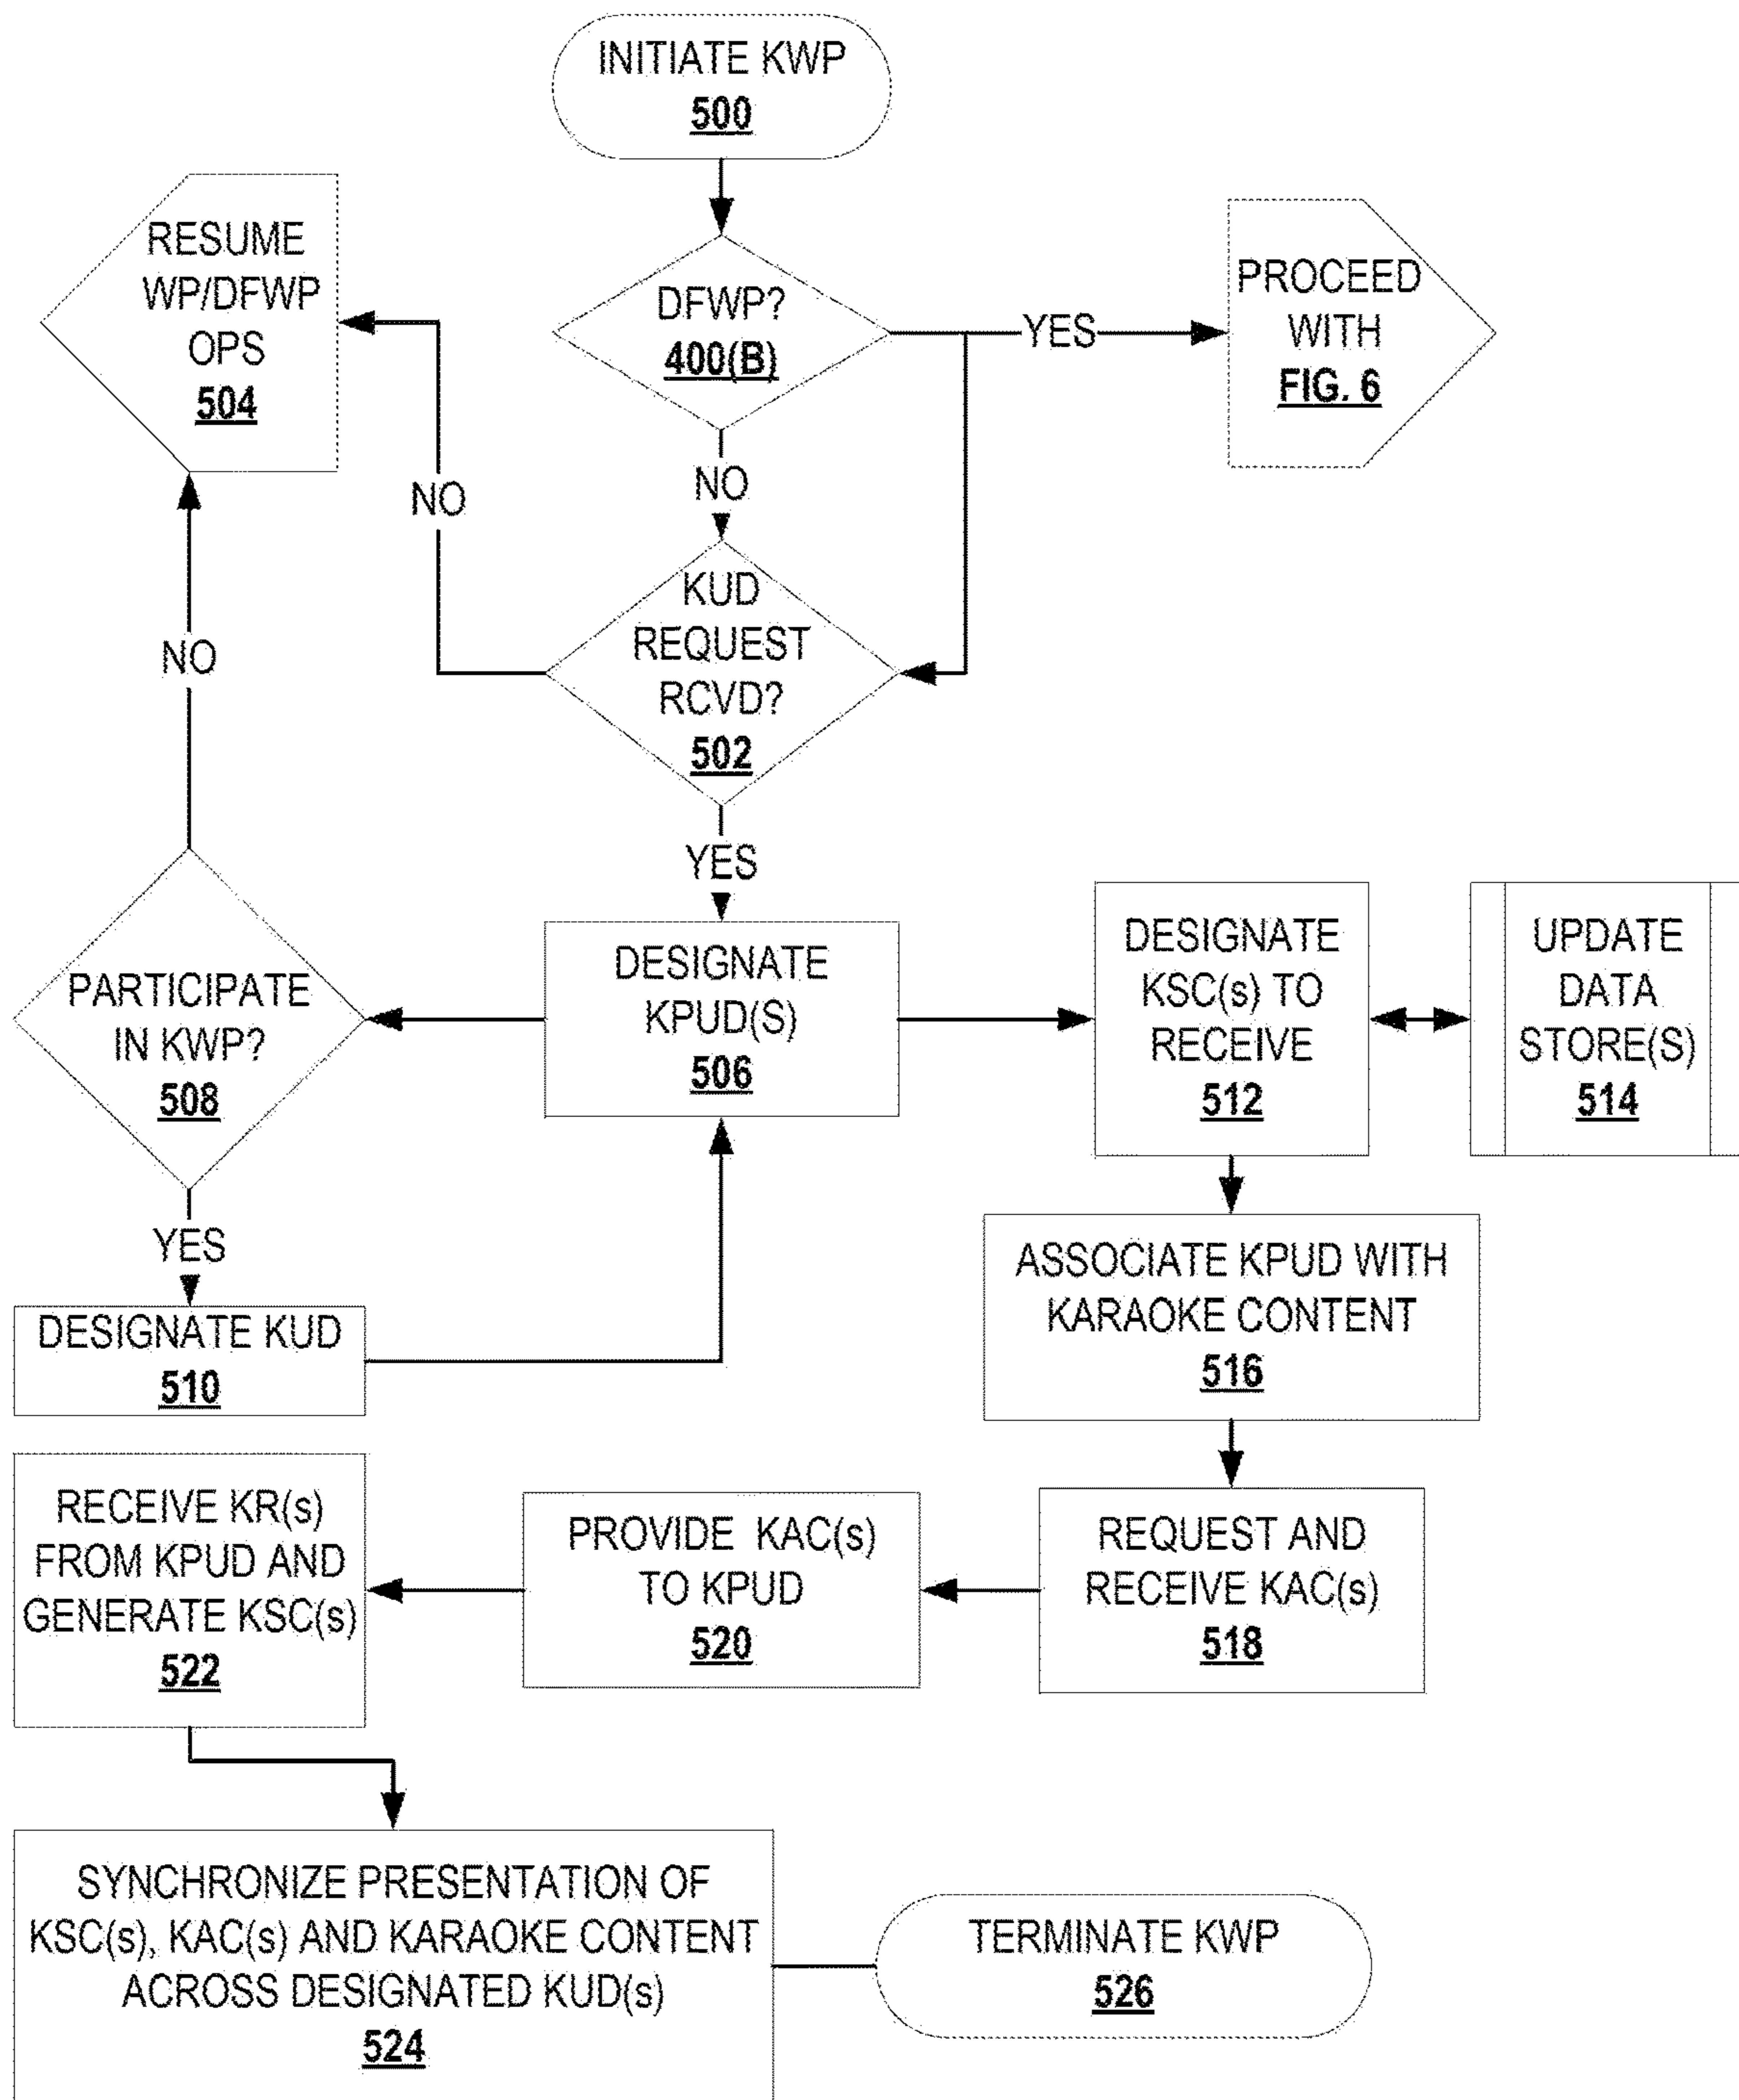 INITIATE KWP
500
RESUME
WP/DFWP
OPS
504
DFWP?
400(B)
YES
PROCEED
WITH
FIG. 6
NO
NO
KUD
REQUEST
RCVD?
502
NO
YES
PARTICIPATE
IN KWP?
508
DESIGNATE
KPUD(S)
506
DESIGNATE
KSC(s) TO
RECEIVE
512
UPDATE
DATA
STORE(S)
514
YES
DESIGNATE KUD
510
ASSOCIATE KPUD WITH
KARAOKE CONTENT
516
REQUEST AND
RECEIVE KAC(s)
518
PROVIDE KAC(s)
TO KPUD
520
RECEIVE KR(s)
FROM KPUD AND
GENERATE KSC(s)
522
SYNCHRONIZE PRESENTATION OF
KSC(s), KAC(s) AND KARAOKE CONTENT
ACROSS DESIGNATED KUD(s)
524
TERMINATE KWP
526